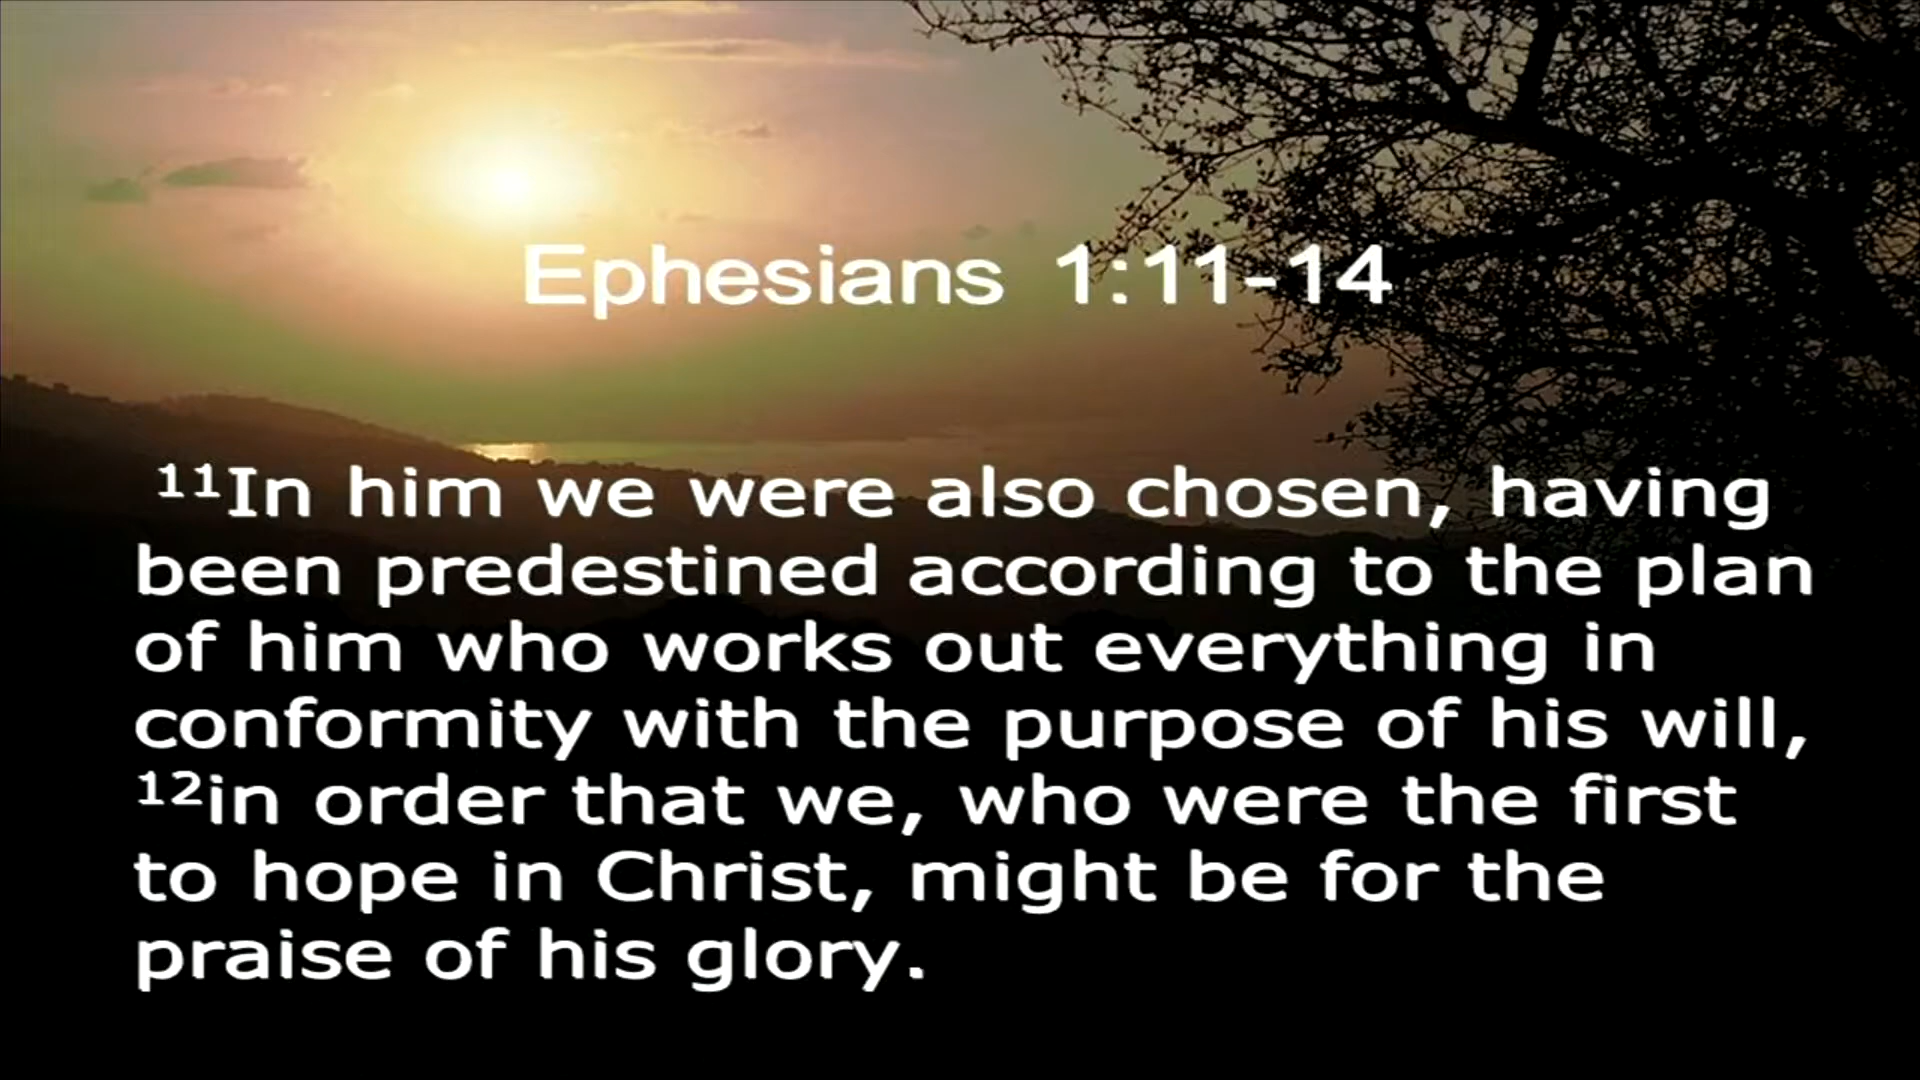 Ephesians 1:11-14
¹¹In him we were also chosen, having
been predestined according to the plan
of him who works out everything in
conformity with the purpose of his will,
¹²in order that we, who were the first
to hope in Christ, might be for the
praise of his glory.